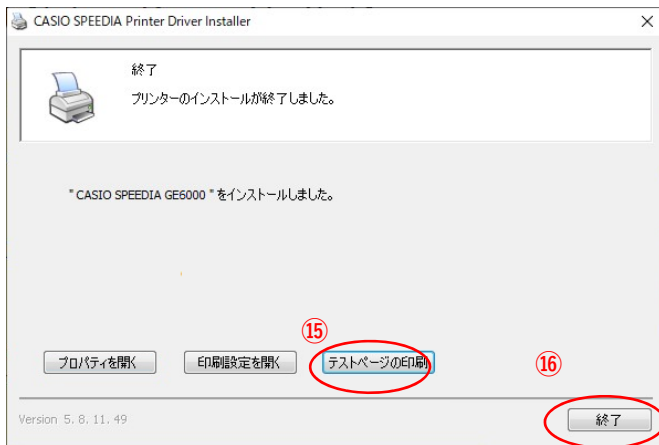 CASIO SPEEDIA Printer Driver Installer
終了
プリンターのインストールが終了しました。
" CASIO SPEEDIA GE6000 " をインストールしました。
⑮
プロパティを開く 印刷設定を開く テストページの印刷
⑯
Version 5. 8. 11. 49
終了